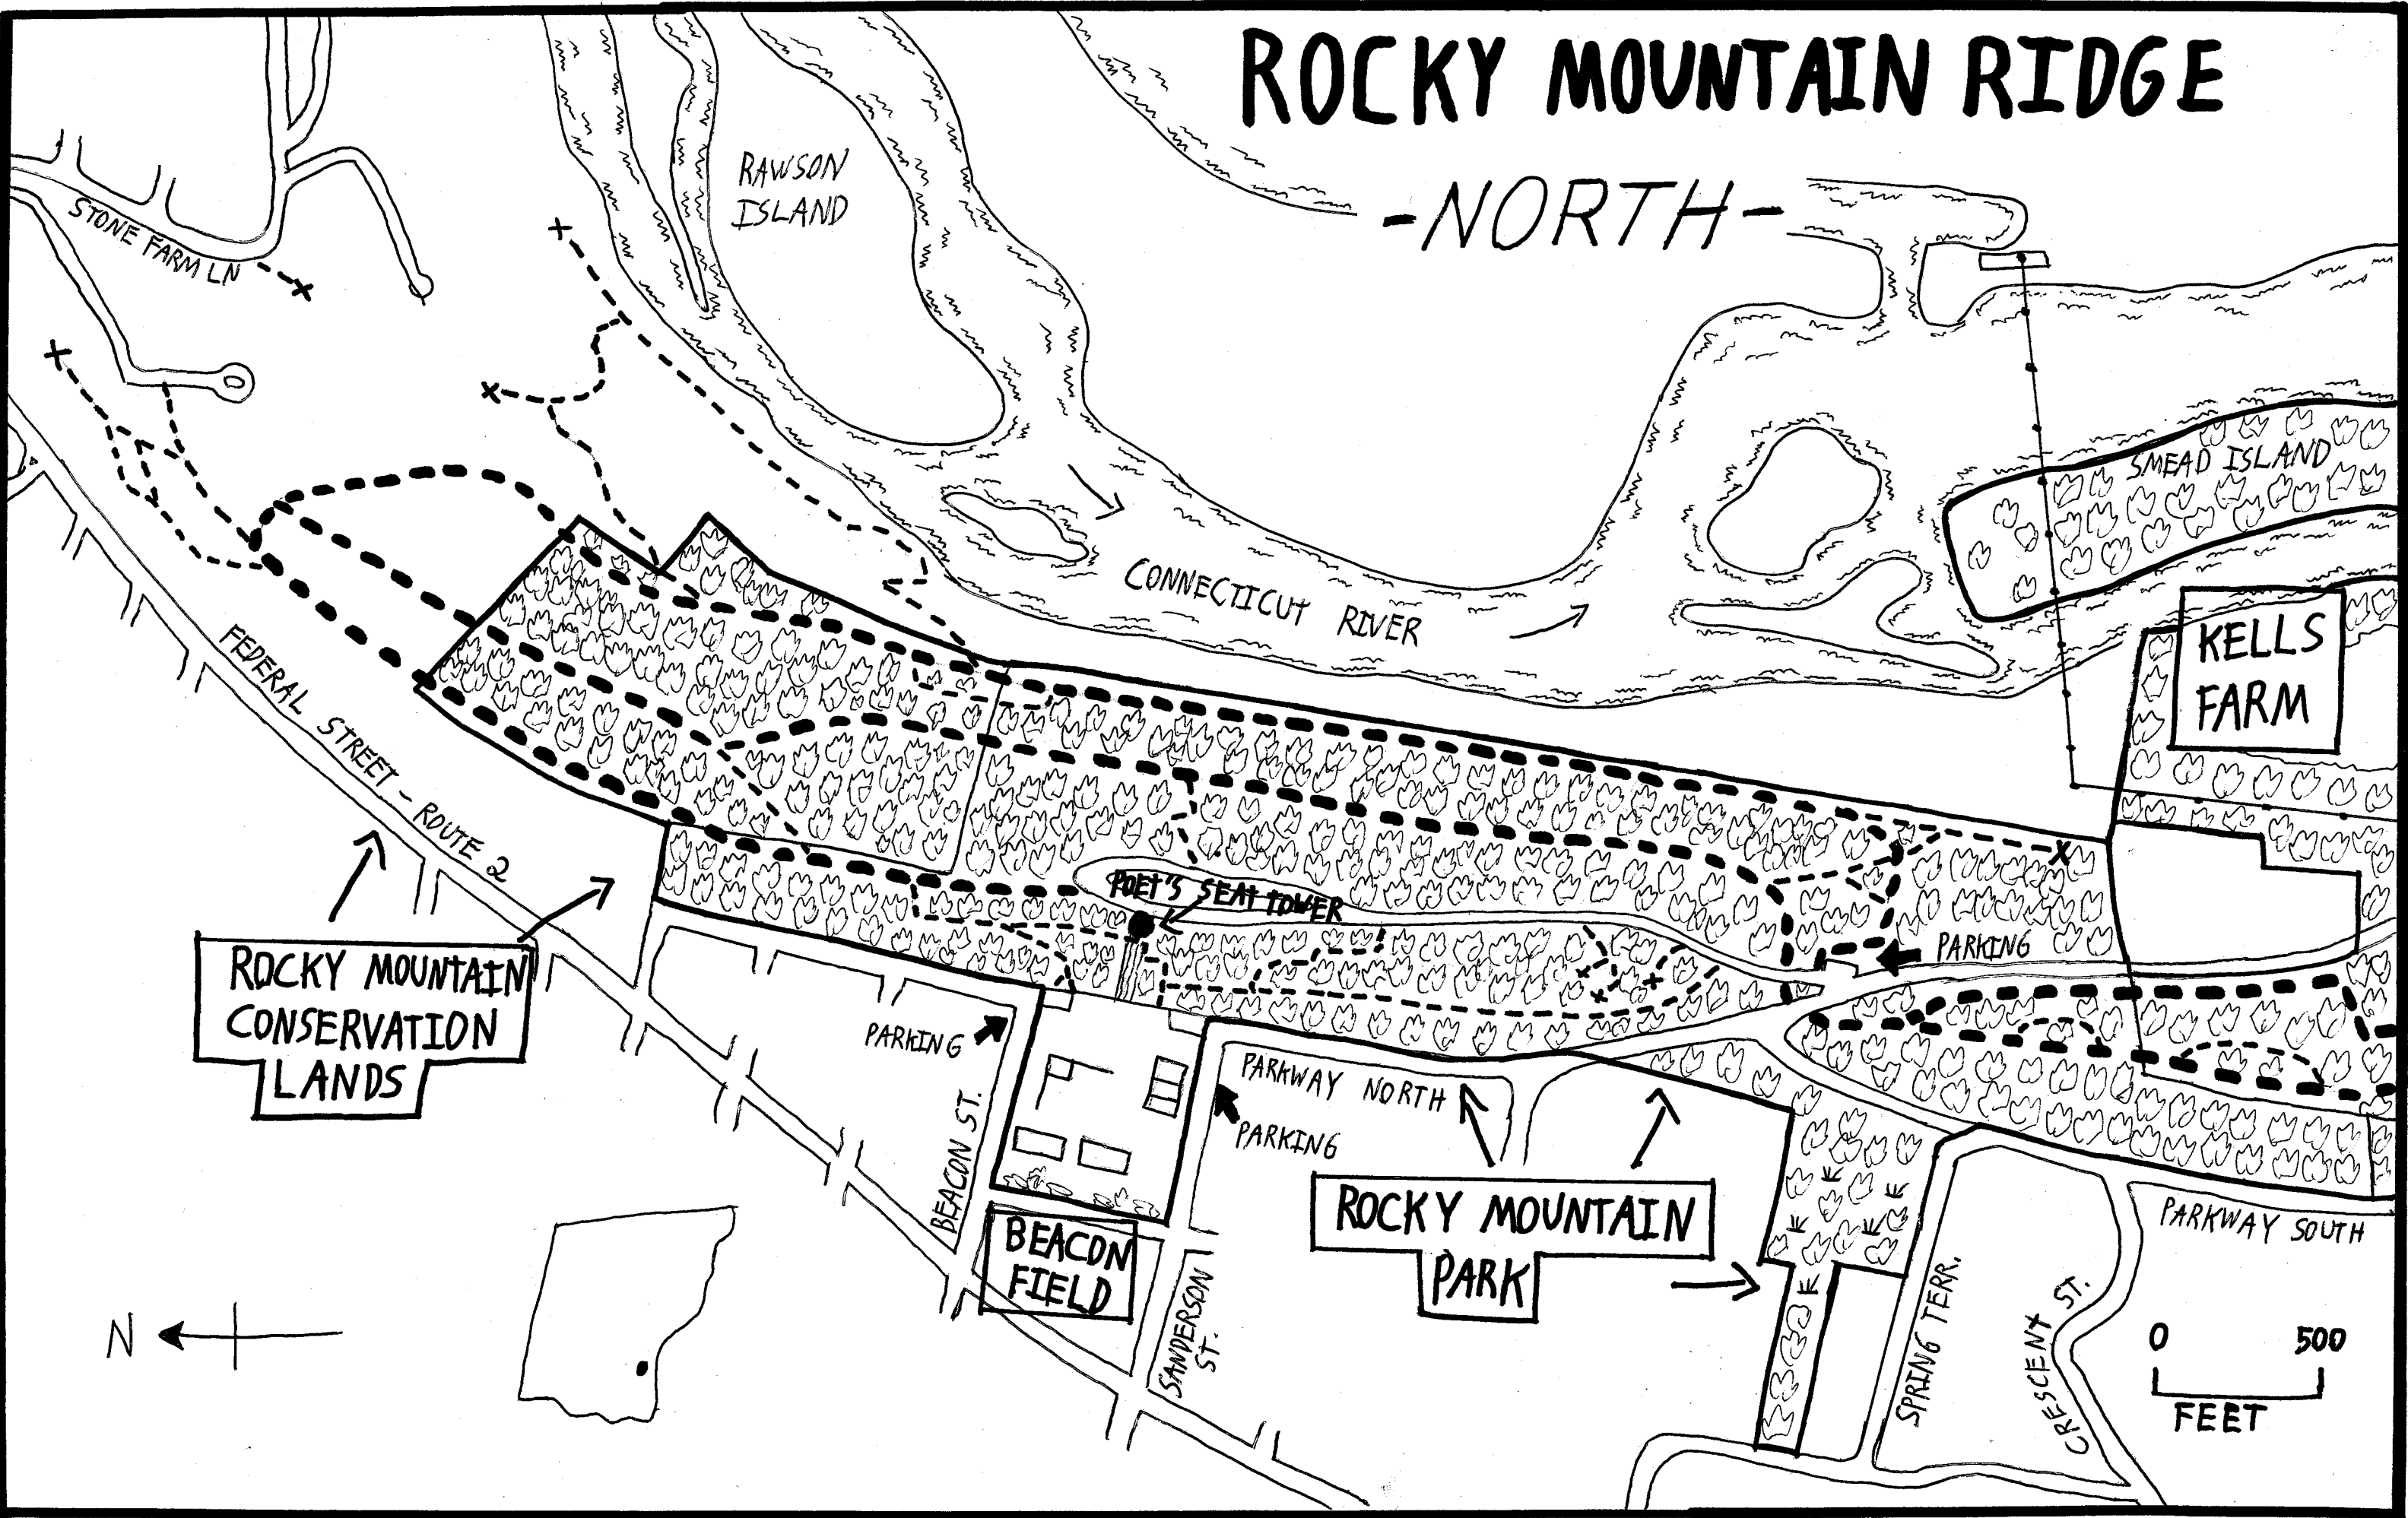 ROCKY MOUNTAIN RIDGE
-NORTH-
RAWSON
ISLAND
STONE FARM LN
SMEAD ISLAND
CONNECTICUT RIVER
KELLS
FARM
FEDERAL STREET - ROUTE 2
POET'S SEAT TOWER
PARKING
ROCKY MOUNTAIN
CONSERVATION
LANDS
PARKING
PARKWAY NORTH
PARKING
BEACON ST.
BEACON
FIELD
SANDERSON
ST.
ROCKY MOUNTAIN
PARK
SPRING TERR.
CRESCENT ST.
PARKWAY SOUTH
N
0 500
FEET